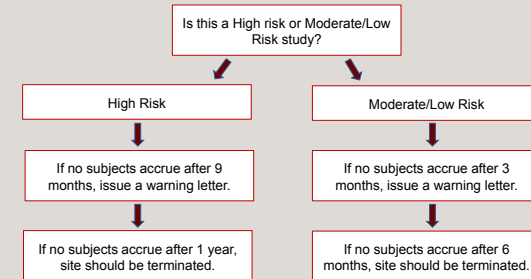 Is this a High risk or Moderate/Low
Risk study?
High Risk
Moderate/Low Risk
If no subjects accrue after 9
months, issue a warning letter.
If no subjects accrue after 3
months, issue a warning letter.
If no subjects accrue after 1 year,
site should be terminated.
If no subjects accrue after 6
months, site should be terminated.